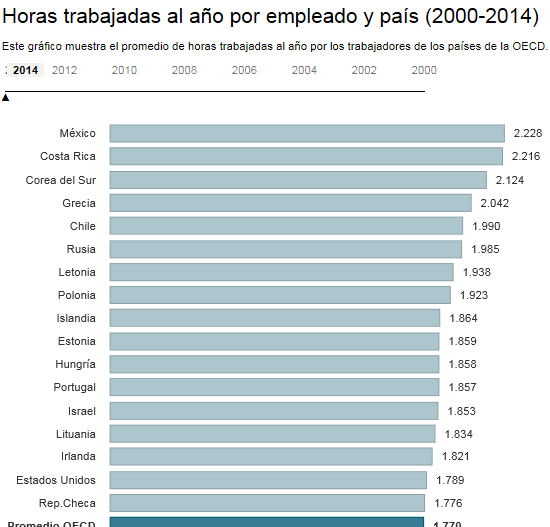 Horas trabajadas al año por empleado y país (2000-2014)
Este gráfico muestra el promedio de horas trabajadas al año por los trabajadores de los países de la OECD.
2014 2012 2010 2008 2006 2004 2002 2000
México 2.228
Costa Rica 2.216
Corea del Sur 2.124
Grecia 2.042
Chile 1.990
Rusia 1.985
Letonia 1.938
Polonia 1.923
Islandia 1.864
Estonia 1.859
Hungría 1.858
Portugal 1.857
Israel 1.853
Lituania 1.834
Irlanda 1.821
Estados Unidos 1.789
Rep.Checa 1.776
Promedio OECD 1.770